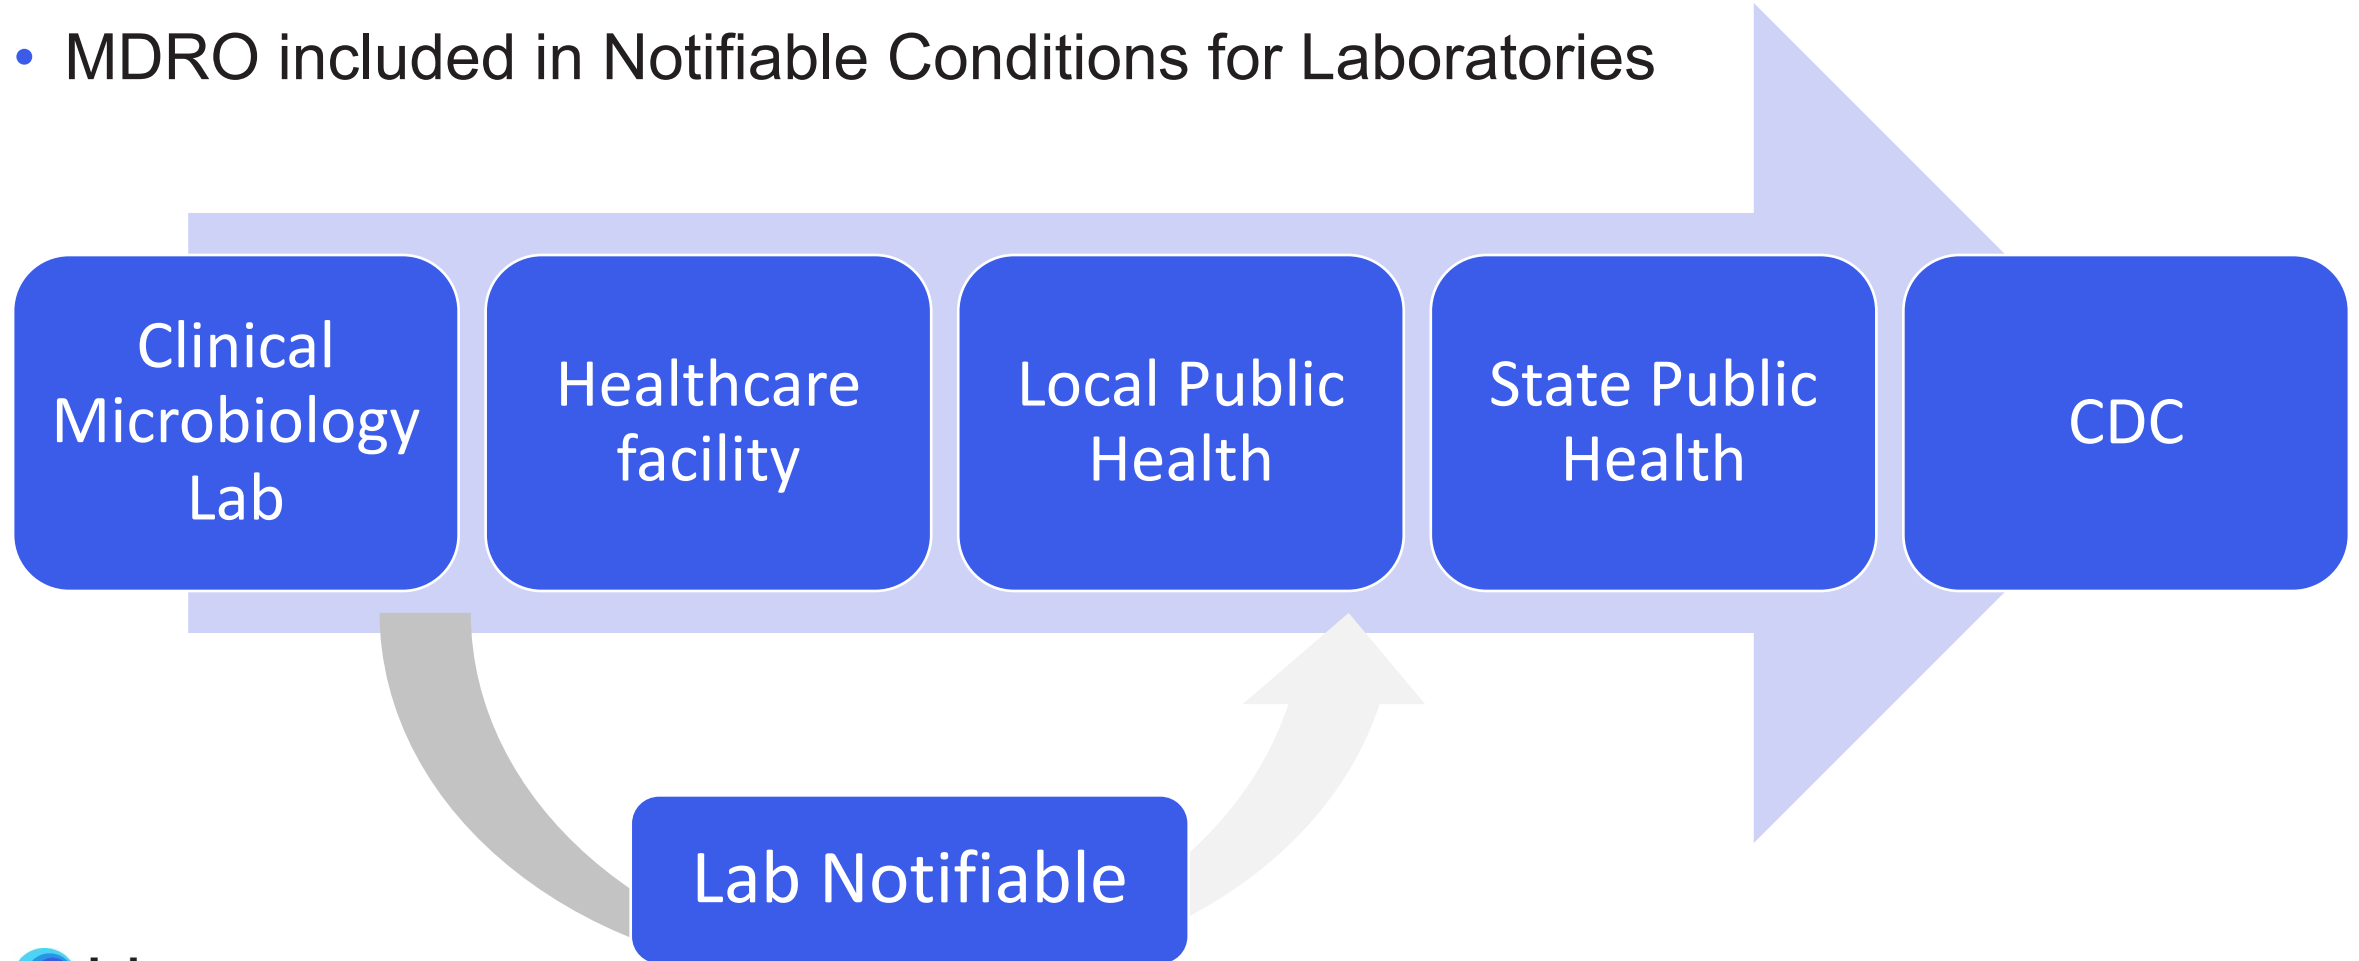 • MDRO included in Notifiable Conditions for Laboratories
Clinical
Microbiology
Lab
Healthcare
facility
Local Public
Health
State Public
Health
CDC
Lab Notifiable